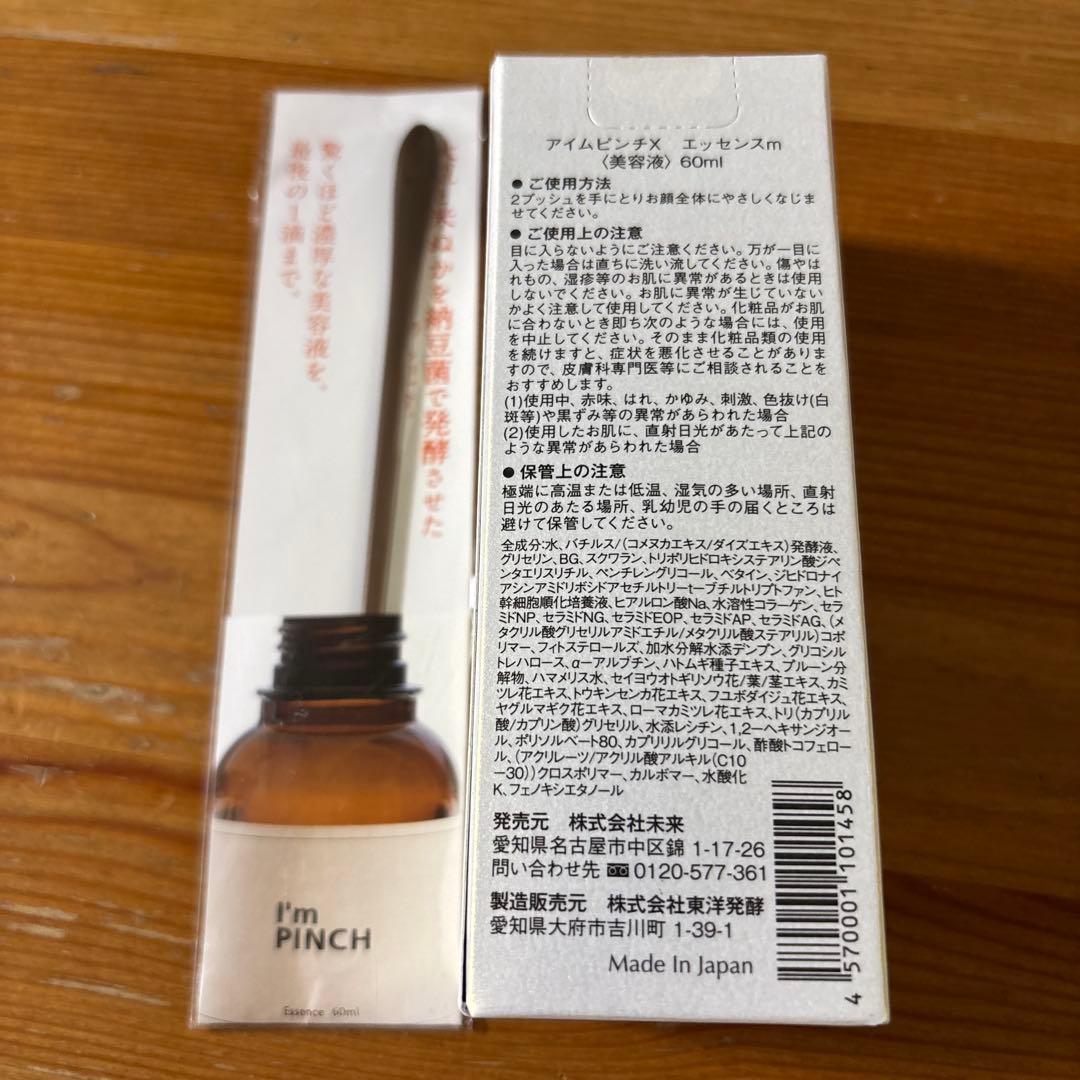 驚くほど濃厚な美容液を、
最後の1滴まで。
米ぬかを納豆菌で発酵させた
I'm
PINCH
Essence 60ml
アイムピンチX エッセンスm
〈美容液〉60ml
● ご使用方法
2プッシュを手にとりお顔全体にやさしくなじま
せてください。
● ご使用上の注意
目に入らないようにご注意ください。万が一目に
入った場合は直ちに洗い流してください。傷やは
れもの、湿疹等のお肌に異常があるときは使用
しないでください。お肌に異常が生じていない
かよく注意して使用してください。化粧品がお肌
に合わないとき即ち次のような場合には、使用
を中止してください。そのまま化粧品類の使用
を続けますと、症状を悪化させることがありま
すので、皮膚科専門医等にご相談されることを
おすすめします。
(1)使用中、赤味、はれ、かゆみ、刺激、色抜け(白
斑等)や黒ずみ等の異常があらわれた場合
(2)使用したお肌に、直射日光があたって上記の
ような異常があらわれた場合
● 保管上の注意
極端に高温または低温、湿気の多い場所、直射
日光のあたる場所、乳幼児の手の届くところは
避けて保管してください。
全成分:水、バチルス/(コメヌカエキス/ダイズエキス)発酵液、
グリセリン、BG、スクワラン、トリポリヒドロキシステアリン酸ジペ
ンタエリスリチル、ペンチレングリコール、ベタイン、ジヒドロナイ
アシンアミドリボシドアセチルトリーtーブチルトリプトファン、ヒト
幹細胞順化培養液、ヒアルロン酸Na、水溶性コラーゲン、セラ
ミドNP、セラミドNG、セラミドEOP、セラミドAP、セラミドAG、(メ
タクリル酸グリセリルアミドエチル/メタクリル酸ステアリル)コポ
リマー、フィトステロールズ、加水分解水添デンプン、グリコシル
トレハロース、α－アルブチン、ハトムギ種子エキス、プルーン分
解物、ハマメリス水、セイヨウオトギリソウ花/葉/茎エキス、カミ
ツレ花エキス、トウキンセンカ花エキス、フユボダイジュ花エキス、
ヤグルマギク花エキス、ローマカミツレ花エキス、トリ(カプリル
酸/カプリン酸)グリセリル、水添レシチン、1,2－ヘキサンジオー
ル、ポリソルベート80、カプリリルグリコール、酢酸トコフェロー
ル、(アクリレーツ/アクリル酸アルキル(C10
－30))クロスポリマー、カルボマー、水酸化
K、フェノキシエタノール
発売元 株式会社未来
愛知県名古屋市中区錦 1-17-26
問い合わせ先 0120-577-361
製造販売元 株式会社東洋発酵
愛知県大府市吉川町 1-39-1
Made In Japan
4 570001 101458